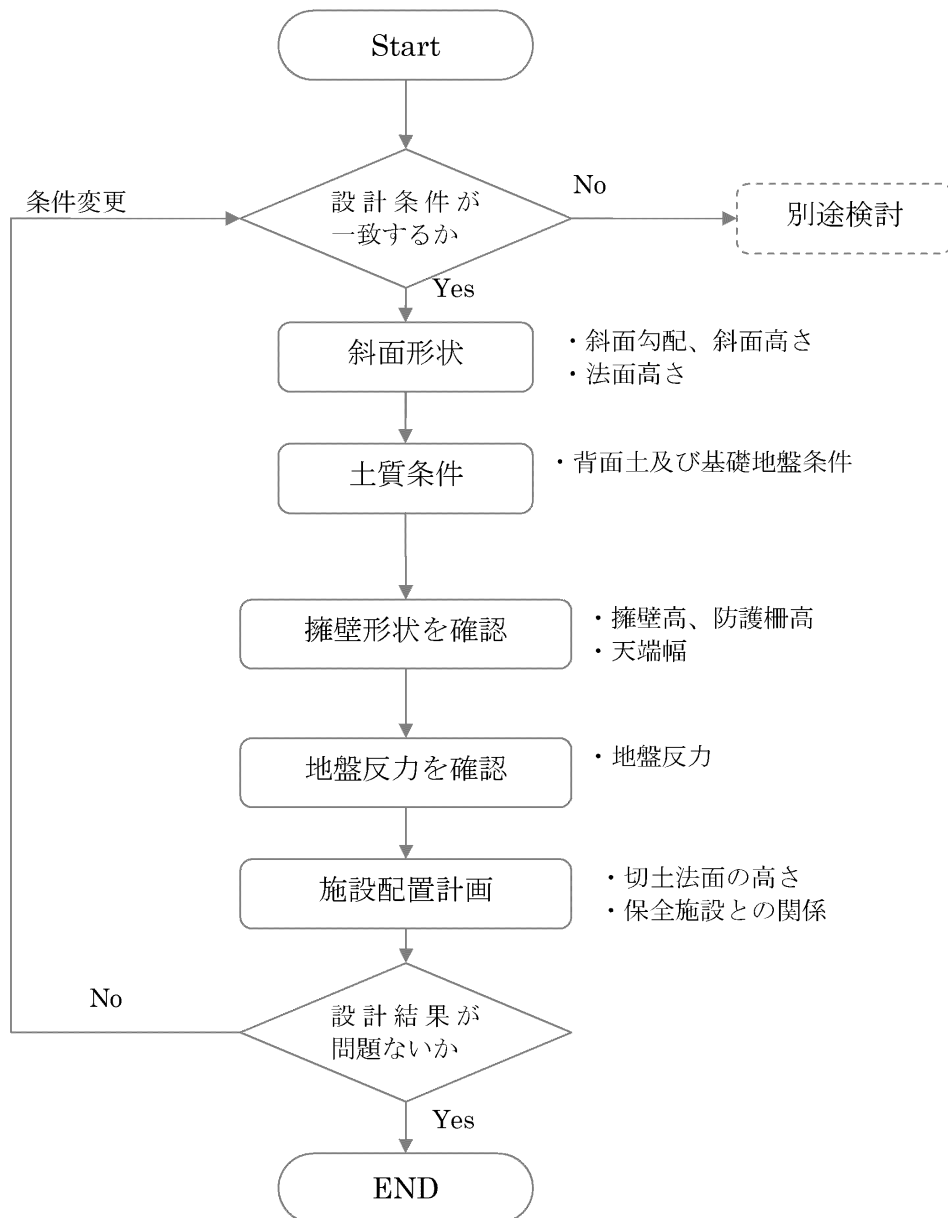 Start
条件変更
設計条件が
一致するか
No
別途検討
Yes
斜面形状
・斜面勾配、斜面高さ
・法面高さ
土質条件
・背面土及び基礎地盤条件
擁壁形状を確認
・擁壁高、防護柵高
・天端幅
地盤反力を確認
・地盤反力
施設配置計画
・切土法面の高さ
・保全施設との関係
No
設計結果が
問題ないか
Yes
END